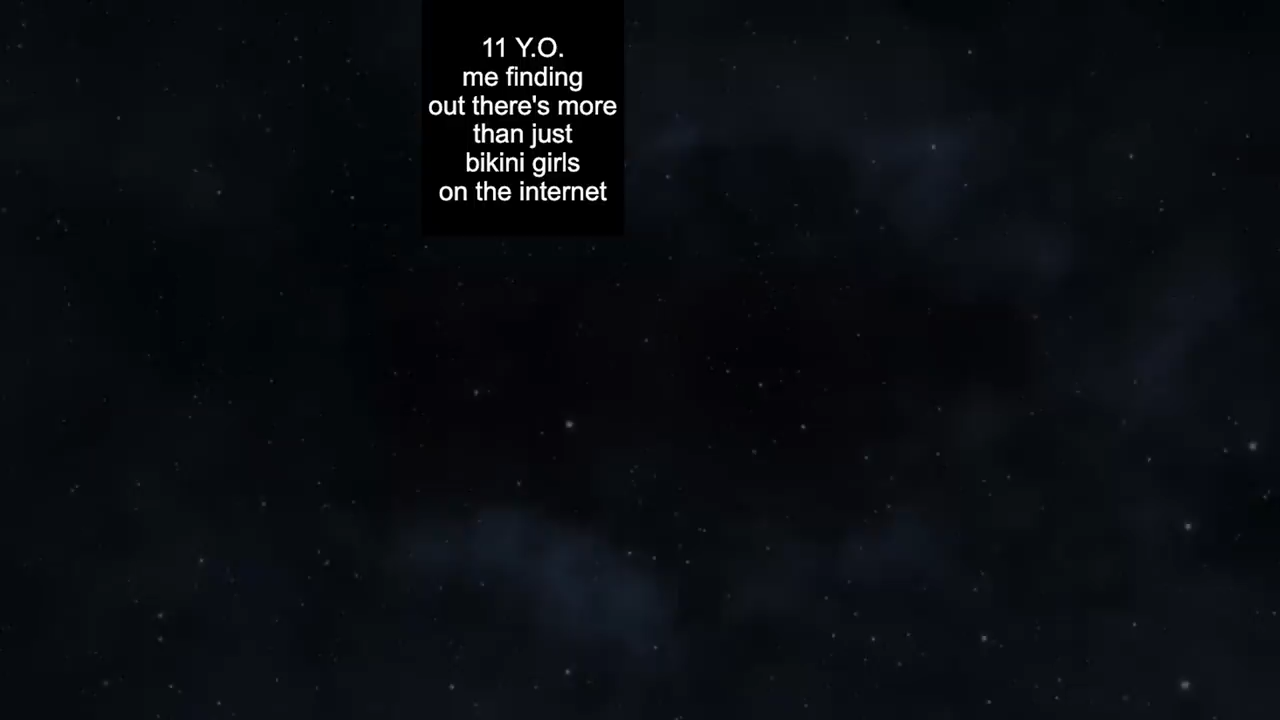 11 Y.O.
me finding
out there's more
than just
bikini girls
on the internet